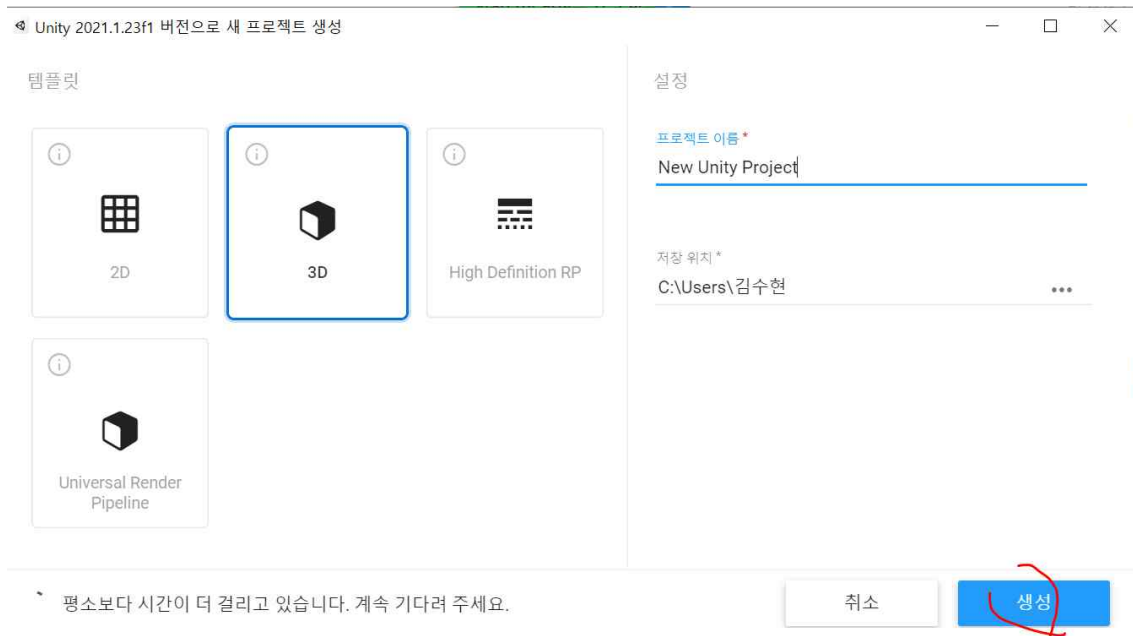 Unity 2021.1.23f1 버전으로 새 프로젝트 생성
템플릿
2D
3D
High Definition RP
Universal Render
Pipeline
설정
프로젝트 이름 *
New Unity Project
저장 위치 *
C:\Users\김수현
평소보다 시간이 더 걸리고 있습니다. 계속 기다려 주세요.
취소
생성